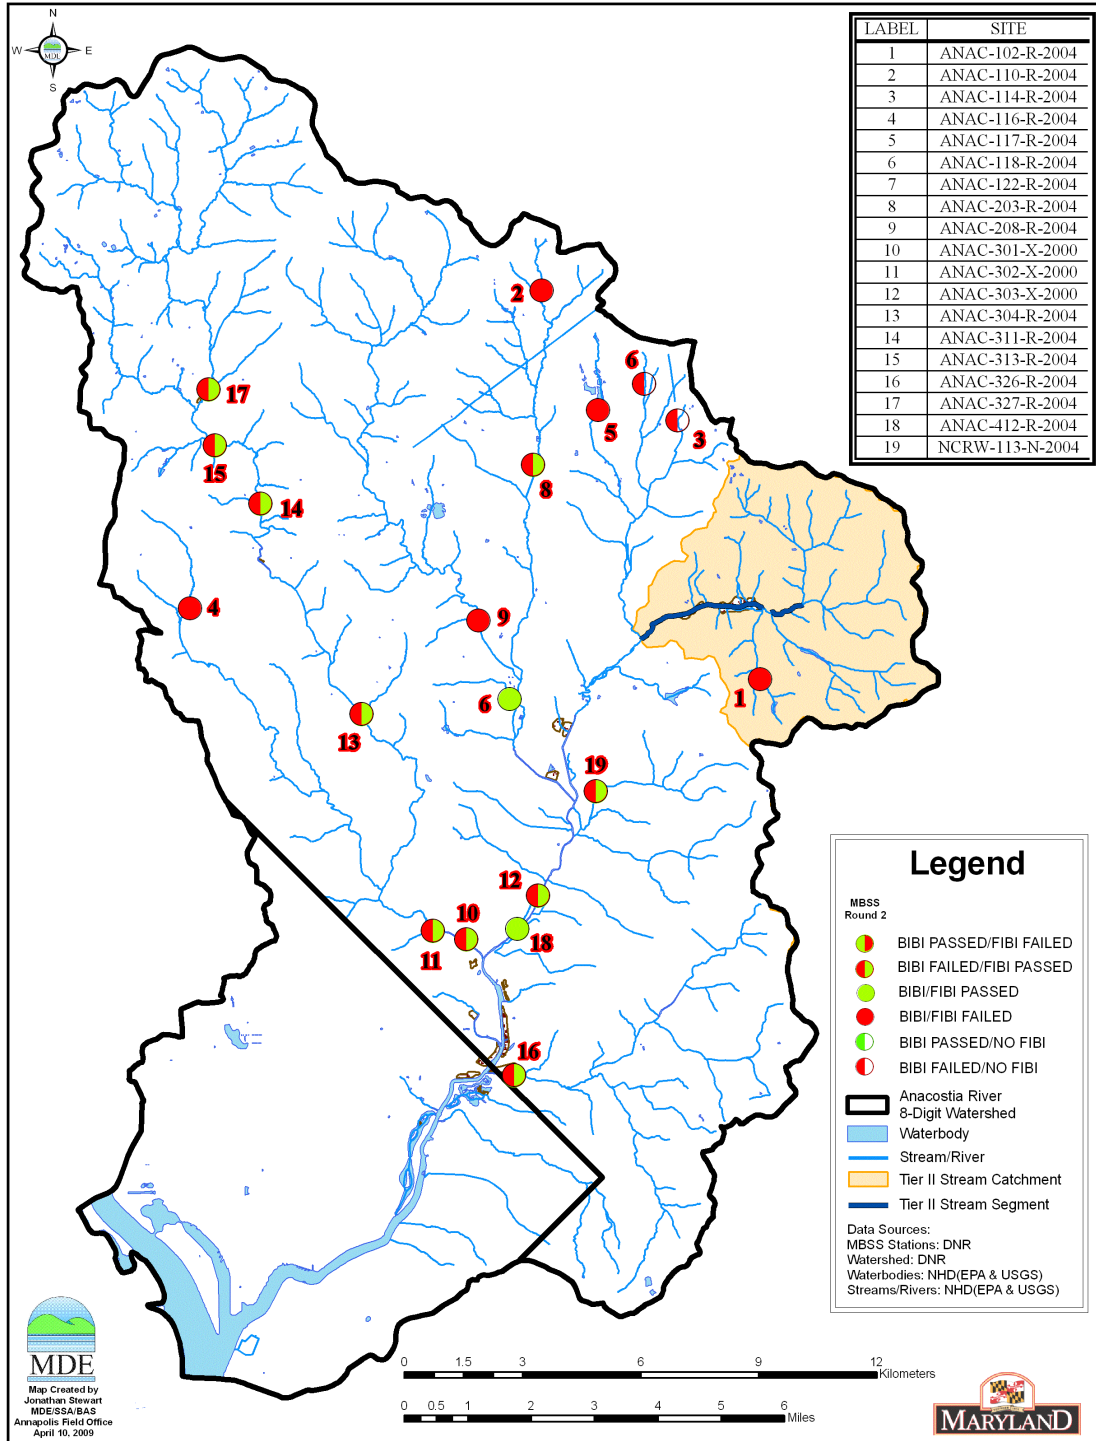 N
W
E
S
MDE
LABEL SITE
1 ANAC-102-R-2004
2 ANAC-110-R-2004
3 ANAC-114-R-2004
4 ANAC-116-R-2004
5 ANAC-117-R-2004
6 ANAC-118-R-2004
7 ANAC-122-R-2004
8 ANAC-203-R-2004
9 ANAC-208-R-2004
10 ANAC-301-X-2000
11 ANAC-302-X-2000
12 ANAC-303-X-2000
13 ANAC-304-R-2004
14 ANAC-311-R-2004
15 ANAC-313-R-2004
16 ANAC-326-R-2004
17 ANAC-327-R-2004
18 ANAC-412-R-2004
19 NCRW-113-N-2004
2
6
17
5
3
15
8
14
4
9
1
6
13
19
12
10
11
18
16
Legend
MBSS
Round 2
BIBI PASSED/FIBI FAILED
BIBI FAILED/FIBI PASSED
BIBI/FIBI PASSED
BIBI/FIBI FAILED
BIBI PASSED/NO FIBI
BIBI FAILED/NO FIBI
Anacostia River
8-Digit Watershed
Waterbody
Stream/River
Tier II Stream Catchment
Tier II Stream Segment
Data Sources:
MBSS Stations: DNR
Watershed: DNR
Waterbodies: NHD(EPA & USGS)
Streams/Rivers: NHD(EPA & USGS)
MDE
Map Created by
Jonathan Stewart
MDE/SSA/BAS
Annapolis Field Office
April 10, 2009
0 1.5 3 6 9 12
Kilometers
0 0.5 1 2 3 4 5 6
Miles
MARYLAND